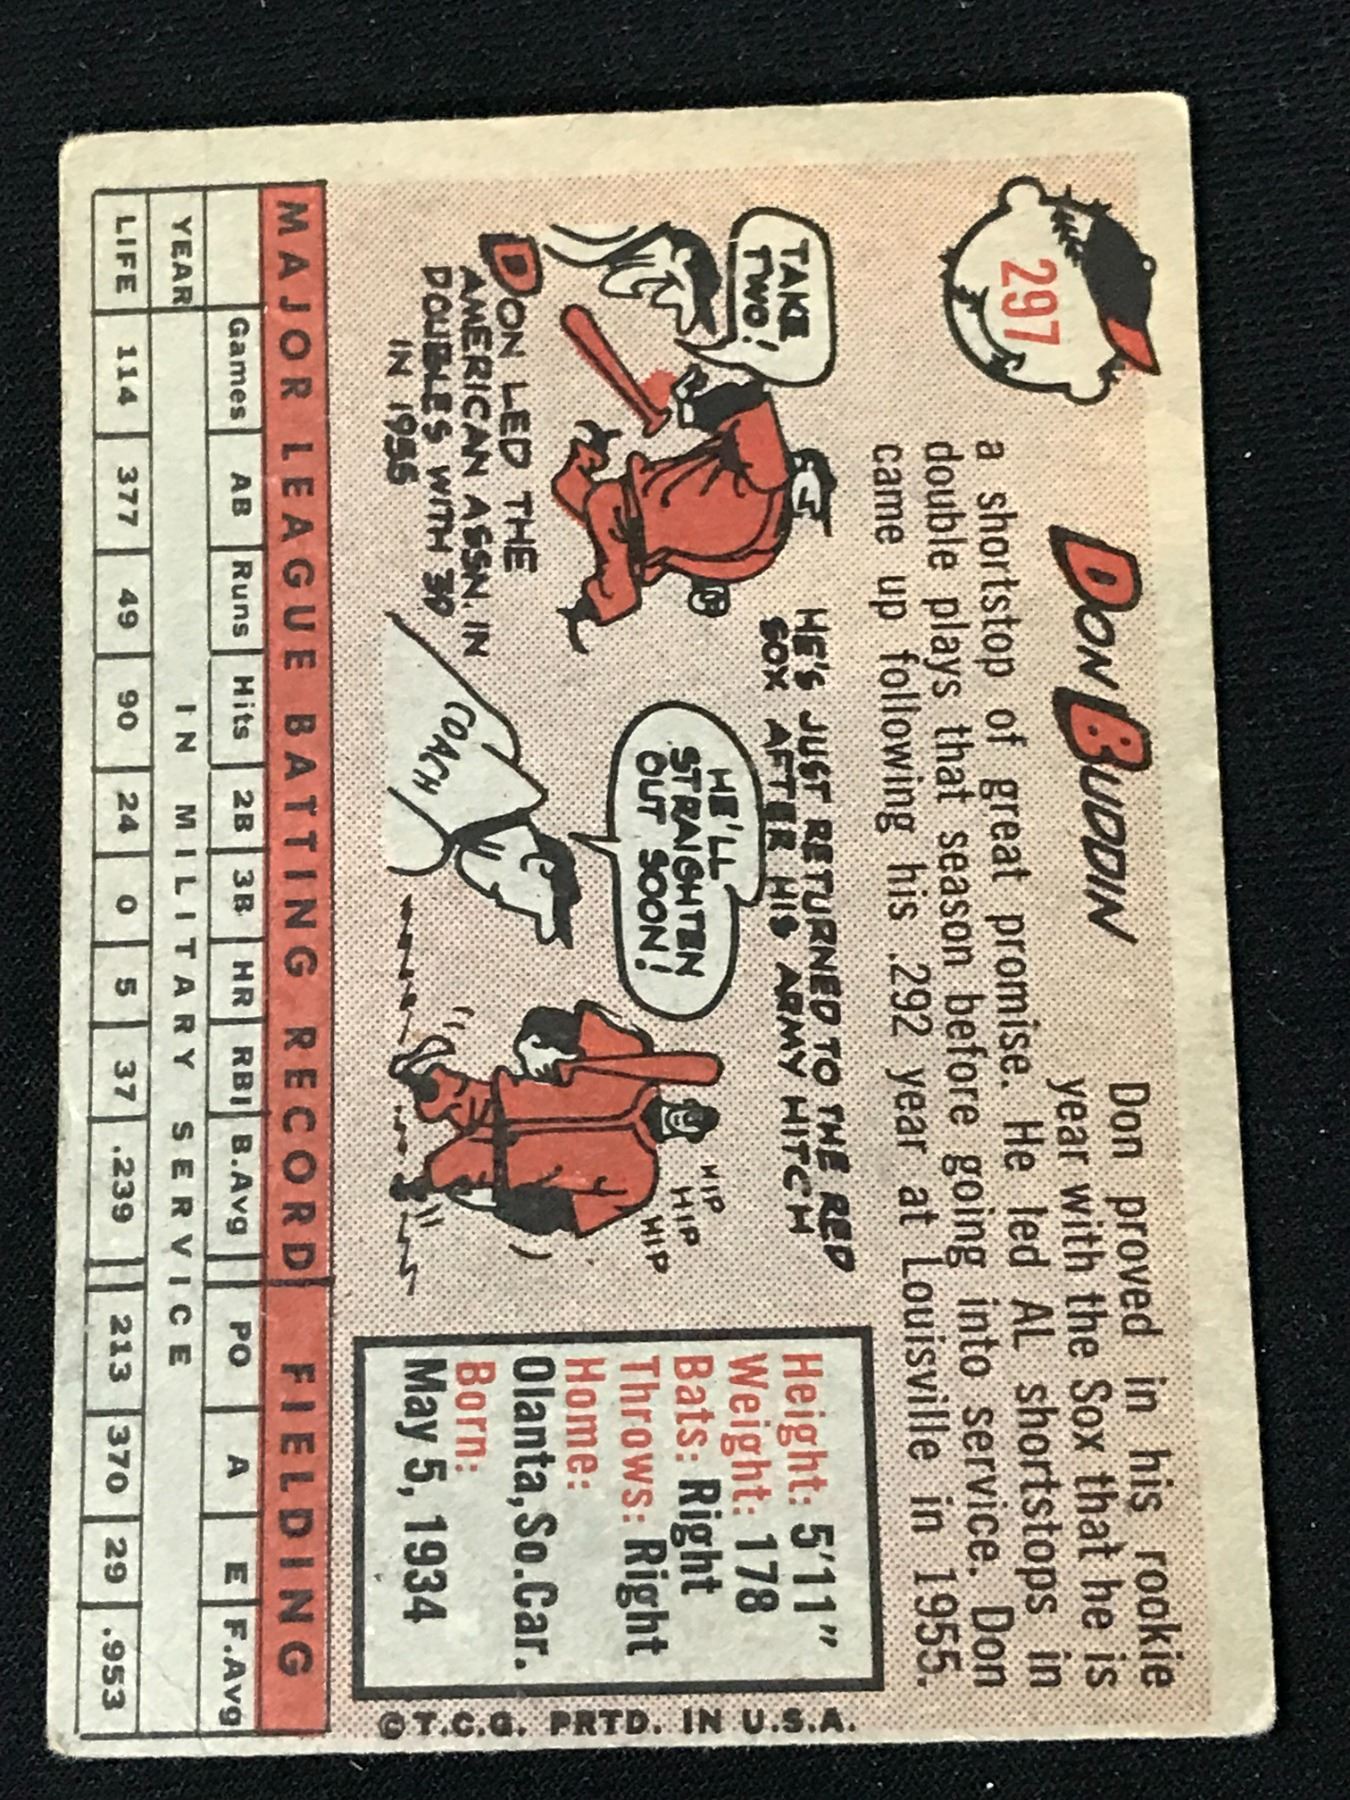 297
DON BUDDIN
Don proved in his rookie
year with the Sox that he is
a shortstop of great promise. He led AL shortstops in
double plays that season before going into service. Don
came up following his .292 year at Louisville in 1955.
TAKE
TWO!
DON LED THE
AMERICAN ASSN. IN
DOUBLES WITH 30
IN 1955
HE'S JUST RETURNED TO THE RED
SOX AFTER HIS ARMY HITCH
HE'LL
STRAIGHTEN
OUT SOON!
COACH
HIP
HIP
HIP
Height: 5'11"
Weight: 178
Bats: Right
Throws: Right
Home:
Olanta, So. Car.
Born:
May 5, 1934
©T.C.G. PRTD. IN U.S.A.
MAJOR LEAGUE BATTING RECORD FIELDING
Games AB Runs Hits 2B 3B HR RBI B.Avg PO A E F.Avg
YEAR IN MILITARY SERVICE
LIFE 114 377 49 90 24 0 5 37 .239 213 370 29 .953